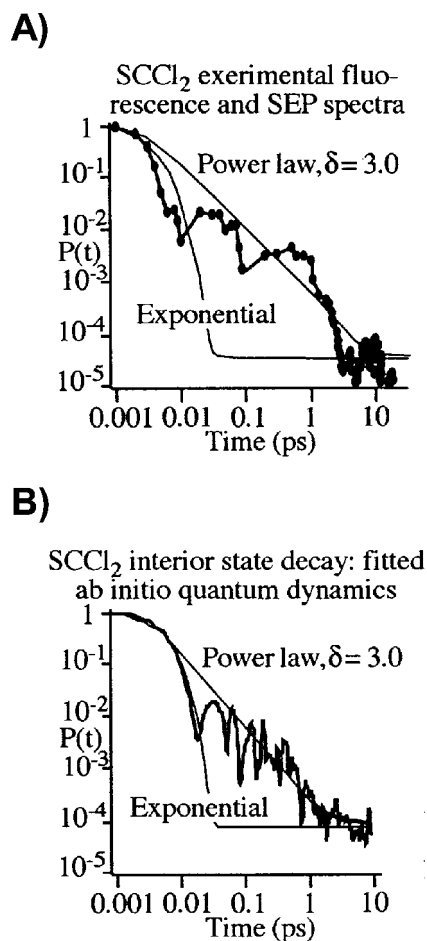 A)
SCCl2 exerimental fluo-
rescence and SEP spectra
1
10-1
Power law, δ= 3.0
10-2
P(t)
10-3
Exponential
10-4
10-5
0.001 0.01 0.1 1 10
Time (ps)
B)
SCCl2 interior state decay: fitted
ab initio quantum dynamics
1
10-1
Power law, δ= 3.0
10-2
P(t)
10-3
Exponential
10-4
10-5
0.001 0.01 0.1 1 10
Time (ps)